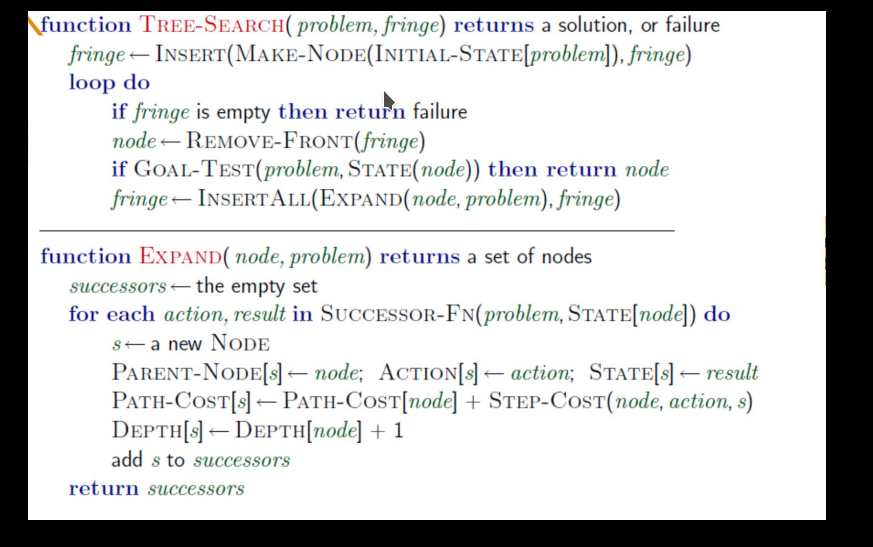 function TREE-SEARCH( problem, fringe) returns a solution, or failure
fringe ← INSERT(MAKE-NODE(INITIAL-STATE[problem]), fringe)
loop do
if fringe is empty then return failure
node ← REMOVE-FRONT(fringe)
if GOAL-TEST(problem, STATE(node)) then return node
fringe ← INSERTALL(EXPAND(node, problem), fringe)
function EXPAND( node, problem) returns a set of nodes
successors ← the empty set
for each action, result in SUCCESSOR-FN(problem, STATE[node]) do
s ← a new NODE
PARENT-NODE[s] ← node; ACTION[s] ← action; STATE[s] ← result
PATH-COST[s] ← PATH-COST[node] + STEP-COST(node, action, s)
DEPTH[s] ← DEPTH[node] + 1
add s to successors
return successors